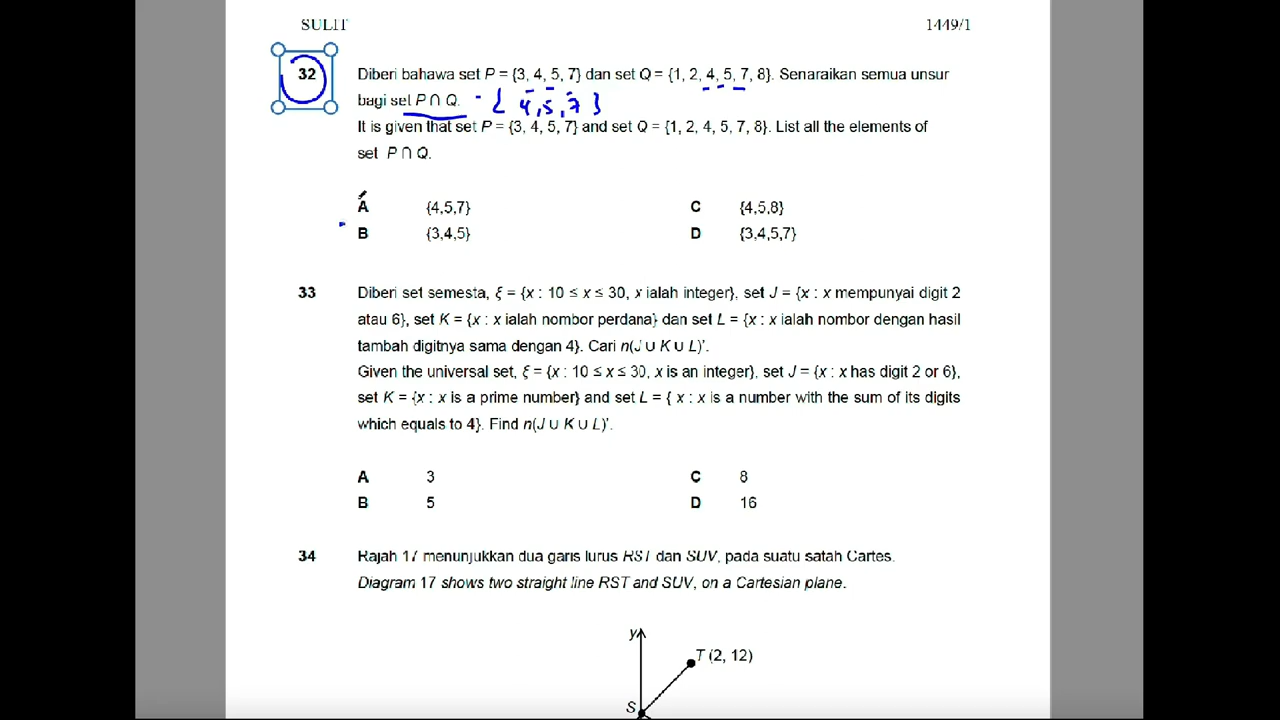 SULIT 1449/1
32 Diberi bahawa set P = {3, 4, 5, 7} dan set Q = {1, 2, 4, 5, 7, 8}. Senaraikan semua unsur
bagi set P ∩ Q. - { 4, 5, 7 }
It is given that set P = {3, 4, 5, 7} and set Q = {1, 2, 4, 5, 7, 8}. List all the elements of
set P ∩ Q.
A {4,5,7} C {4,5,8}
B {3,4,5} D {3,4,5,7}
33 Diberi set semesta, ξ = {x : 10 ≤ x ≤ 30, x ialah integer}, set J = {x : x mempunyai digit 2
atau 6}, set K = {x : x ialah nombor perdana} dan set L = {x : x ialah nombor dengan hasil
tambah digitnya sama dengan 4}. Cari n(J ∪ K ∪ L)'.
Given the universal set, ξ = {x : 10 ≤ x ≤ 30, x is an integer}, set J = {x : x has digit 2 or 6},
set K = {x : x is a prime number} and set L = { x : x is a number with the sum of its digits
which equals to 4}. Find n(J ∪ K ∪ L)'.
A 3 C 8
B 5 D 16
34 Rajah 17 menunjukkan dua garis lurus RST dan SUV, pada suatu satah Cartes.
Diagram 17 shows two straight line RST and SUV, on a Cartesian plane.
y
T (2, 12)
S